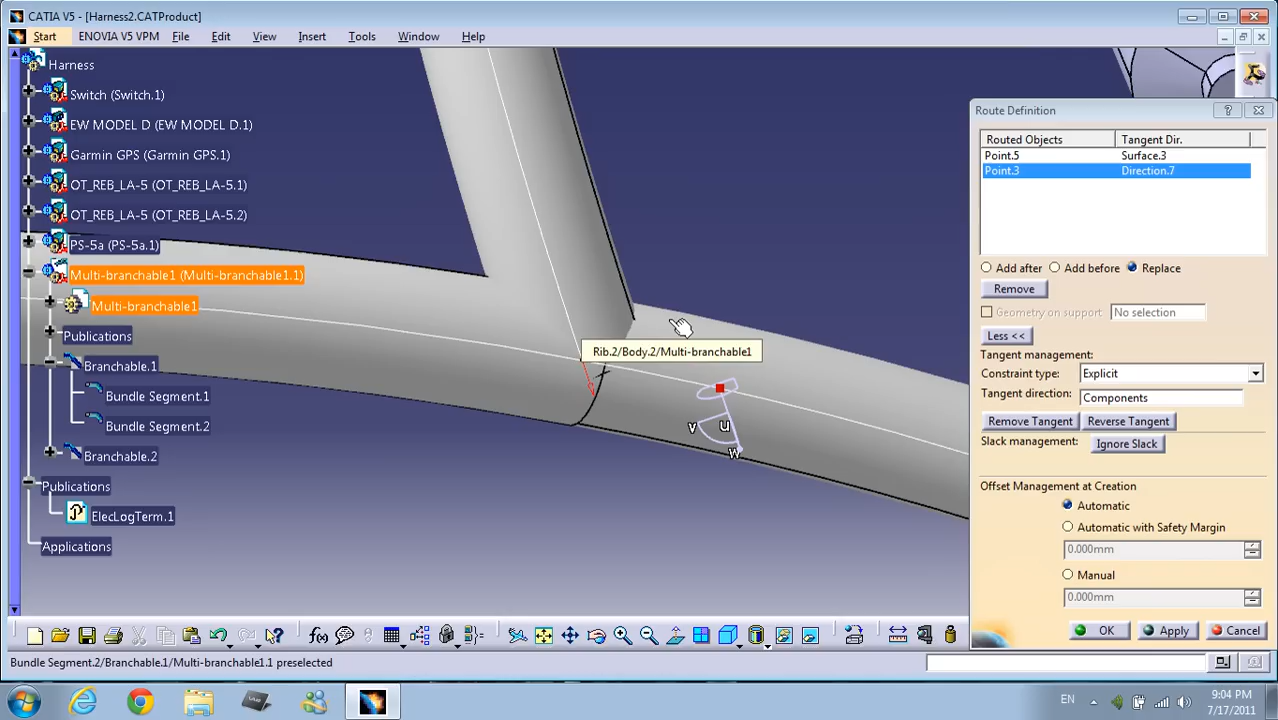 CATIA V5 - [Harness2.CATProduct]
Start ENOVIA V5 VPM File Edit View Insert Tools Window Help
Harness
Switch (Switch.1)
EW MODEL D (EW MODEL D.1)
Garmin GPS (Garmin GPS.1)
OT_REB_LA-5 (OT_REB_LA-5.1)
OT_REB_LA-5 (OT_REB_LA-5.2)
PS-5a (PS-5a.1)
Multi-branchable1 (Multi-branchable1.1)
Multi-branchable1
Publications
Branchable.1
Bundle Segment.1
Bundle Segment.2
Branchable.2
Publications
ElecLogTerm.1
Applications
Rib.2/Body.2/Multi-branchable1
V U
W
Route Definition
Routed Objects Tangent Dir.
Point.5 Surface.3
Point.3 Direction.7
Add after Add before Replace
Remove
Geometry on support No selection
Less <<
Tangent management:
Constraint type: Explicit
Tangent direction: Components
Remove Tangent Reverse Tangent
Slack management: Ignore Slack
Offset Management at Creation
Automatic
Automatic with Safety Margin
0.000mm
Manual
0.000mm
OK Apply Cancel
f(x)
Bundle Segment.2/Branchable.1/Multi-branchable1.1 preselected
EN
9:04 PM
7/17/2011